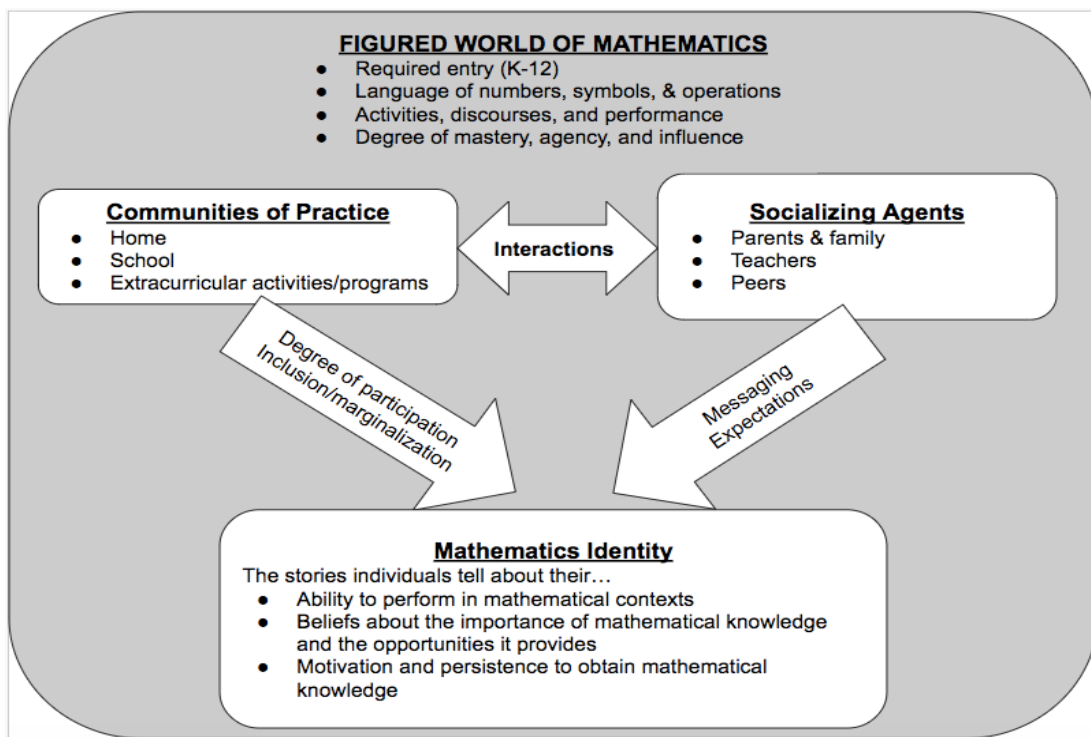 FIGURED WORLD OF MATHEMATICS
● Required entry (K-12)
● Language of numbers, symbols, & operations
● Activities, discourses, and performance
● Degree of mastery, agency, and influence
Communities of Practice
● Home
● School
● Extracurricular activities/programs
Interactions
Socializing Agents
● Parents & family
● Teachers
● Peers
Degree of participation
Inclusion/marginalization
Messaging
Expectations
Mathematics Identity
The stories individuals tell about their…
● Ability to perform in mathematical contexts
● Beliefs about the importance of mathematical knowledge
and the opportunities it provides
● Motivation and persistence to obtain mathematical
knowledge